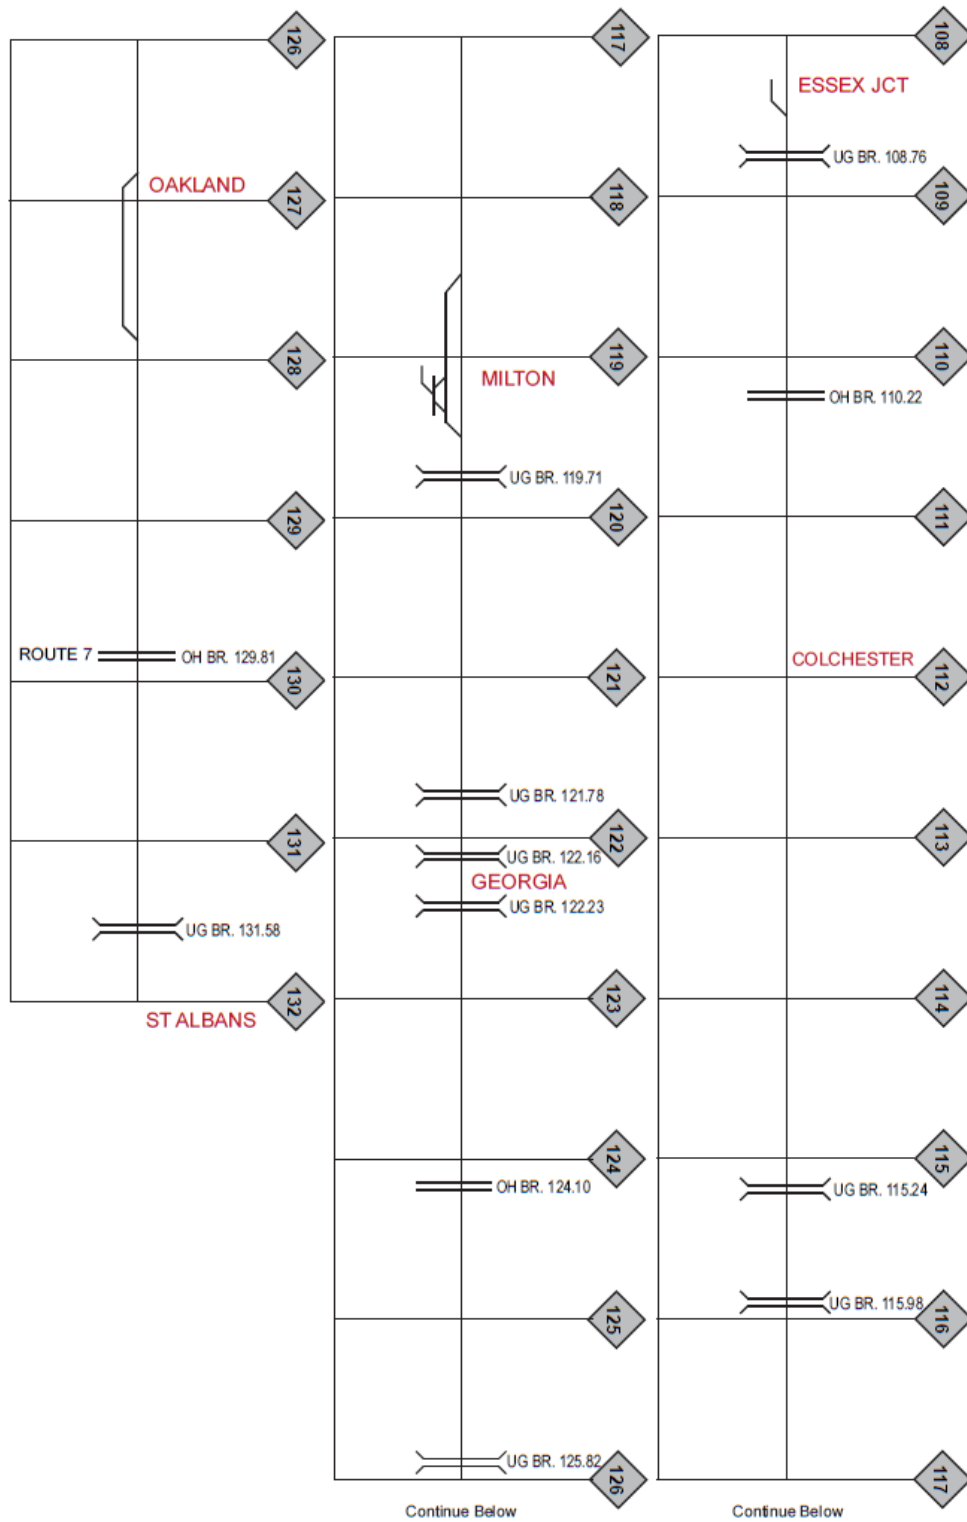 126
OAKLAND
127
128
129
ROUTE 7
OH BR. 129.81
130
131
UG BR. 131.58
132
ST ALBANS
117
118
119
MILTON
UG BR. 119.71
120
121
UG BR. 121.78
122
UG BR. 122.16
GEORGIA
UG BR. 122.23
123
124
OH BR. 124.10
125
UG BR. 125.82
126
Continue Below
108
ESSEX JCT
UG BR. 108.76
109
110
OH BR. 110.22
111
COLCHESTER
112
113
114
115
UG BR. 115.24
UG BR. 115.98
116
117
Continue Below